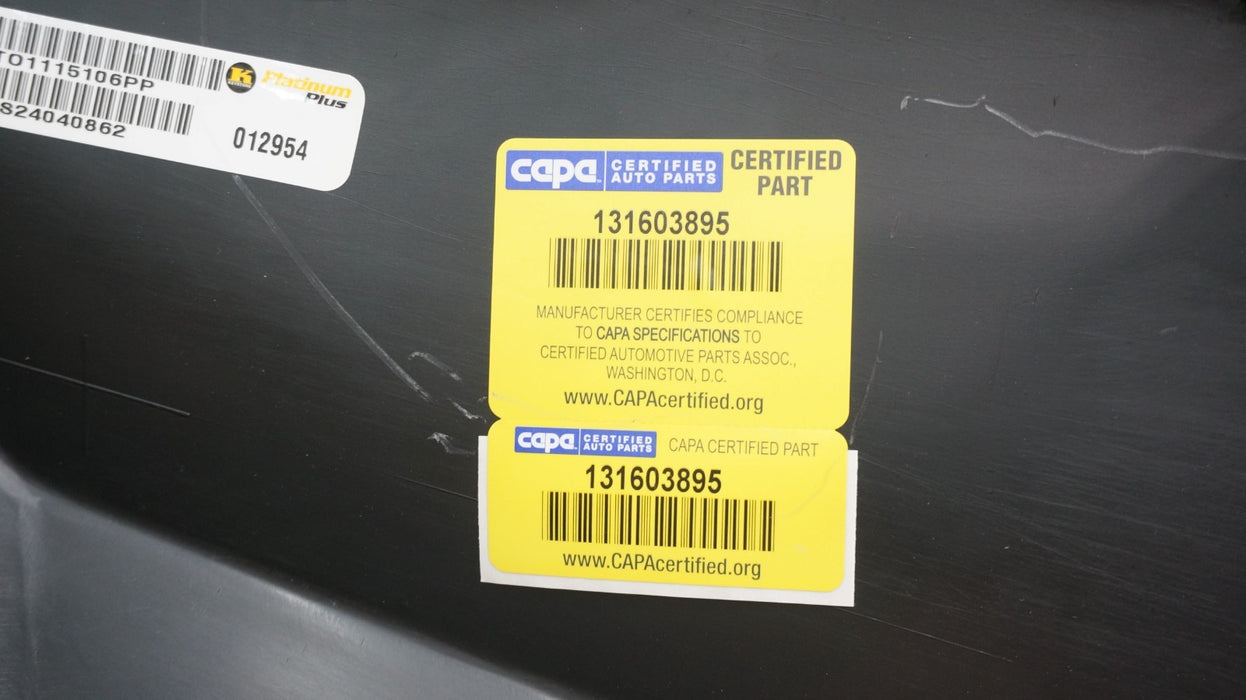 TO1115106PP
S24040862
K
Platinum
Plus
012954
capa
CERTIFIED
AUTO PARTS
CERTIFIED
PART
131603895
MANUFACTURER CERTIFIES COMPLIANCE
TO CAPA SPECIFICATIONS TO
CERTIFIED AUTOMOTIVE PARTS ASSOC.,
WASHINGTON, D.C.
www.CAPAcertified.org
capa
CERTIFIED
AUTO PARTS
CAPA CERTIFIED PART
131603895
www.CAPAcertified.org